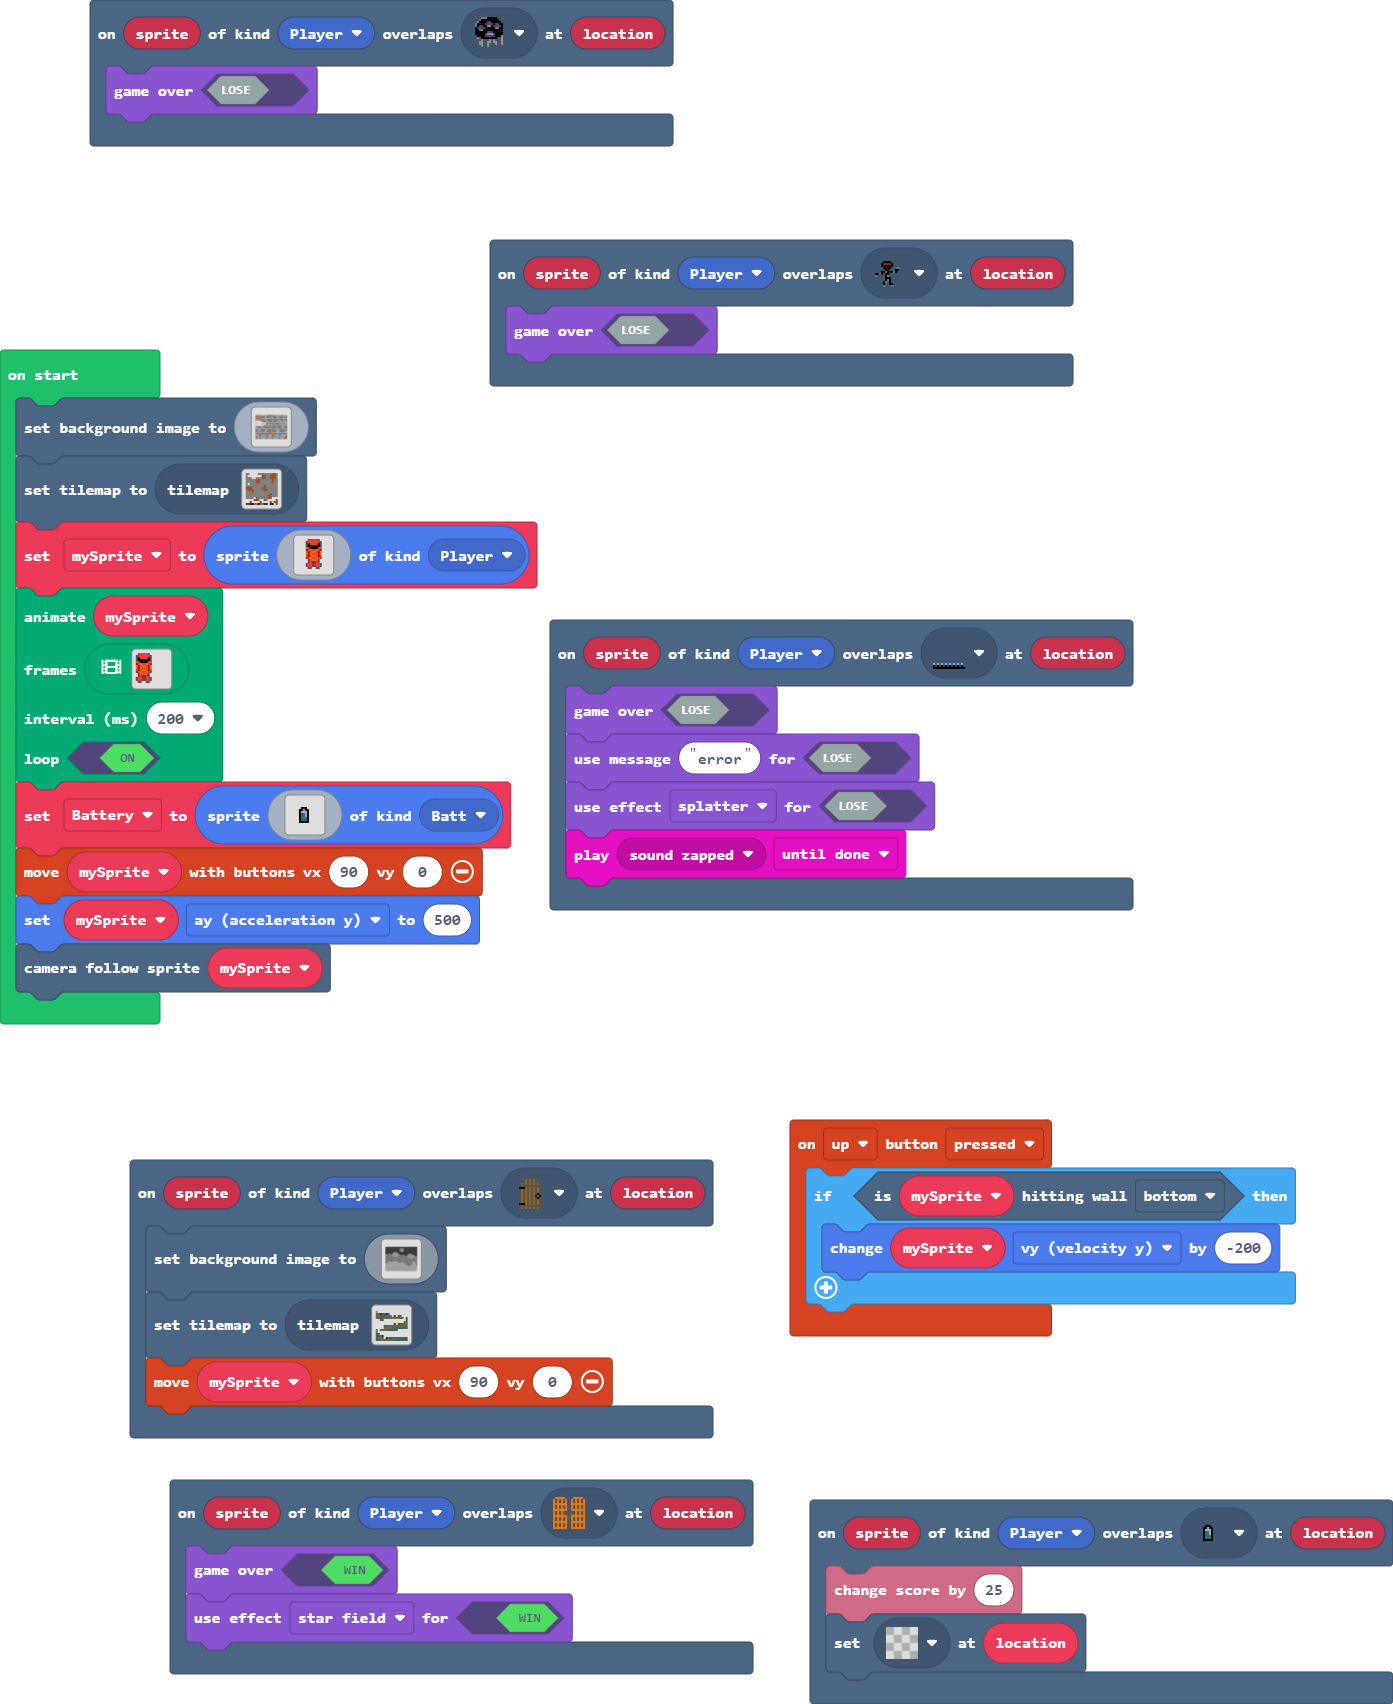 on sprite of kind Player overlaps at location
game over LOSE
on sprite of kind Player overlaps at location
game over LOSE
on start
set background image to
set tilemap to tilemap
set mySprite to sprite of kind Player
animate mySprite
frames
interval (ms) 200
loop ON
set Battery to sprite of kind Batt
move mySprite with buttons vx 90 vy 0
set mySprite ay (acceleration y) to 500
camera follow sprite mySprite
on sprite of kind Player overlaps at location
game over LOSE
use message "error" for LOSE
use effect splatter for LOSE
play sound zapped until done
on up button pressed
if is mySprite hitting wall bottom then
change mySprite vy (velocity y) by -200
on sprite of kind Player overlaps at location
set background image to
set tilemap to tilemap
move mySprite with buttons vx 90 vy 0
on sprite of kind Player overlaps at location
game over WIN
use effect star field for WIN
on sprite of kind Player overlaps at location
change score by 25
set at location